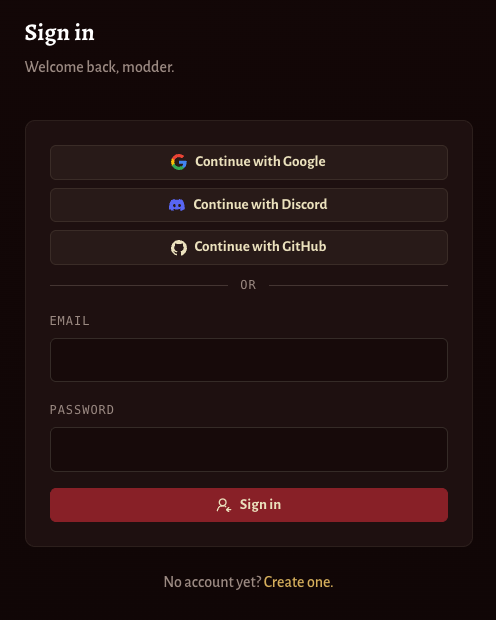 Sign in
Welcome back, modder.
Continue with Google
Continue with Discord
Continue with GitHub
OR
EMAIL
PASSWORD
Sign in
No account yet? Create one.